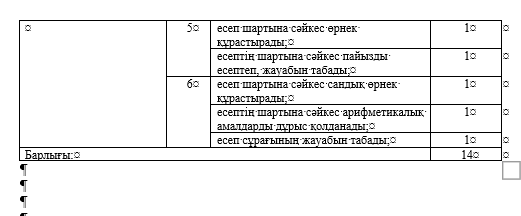 5 есеп шартына сәйкес өрнек 1
құрастырады;
есептің шартына сәйкес пайызды 1
есептеп, жауабын табады;
6 есеп шартына сәйкес сандық өрнек 1
құрастырады;
есептің шартына сәйкес арифметикалық 1
амалдарды дұрыс қолданады;
есеп сұрағының жауабын табады; 1
Барлығы: 14